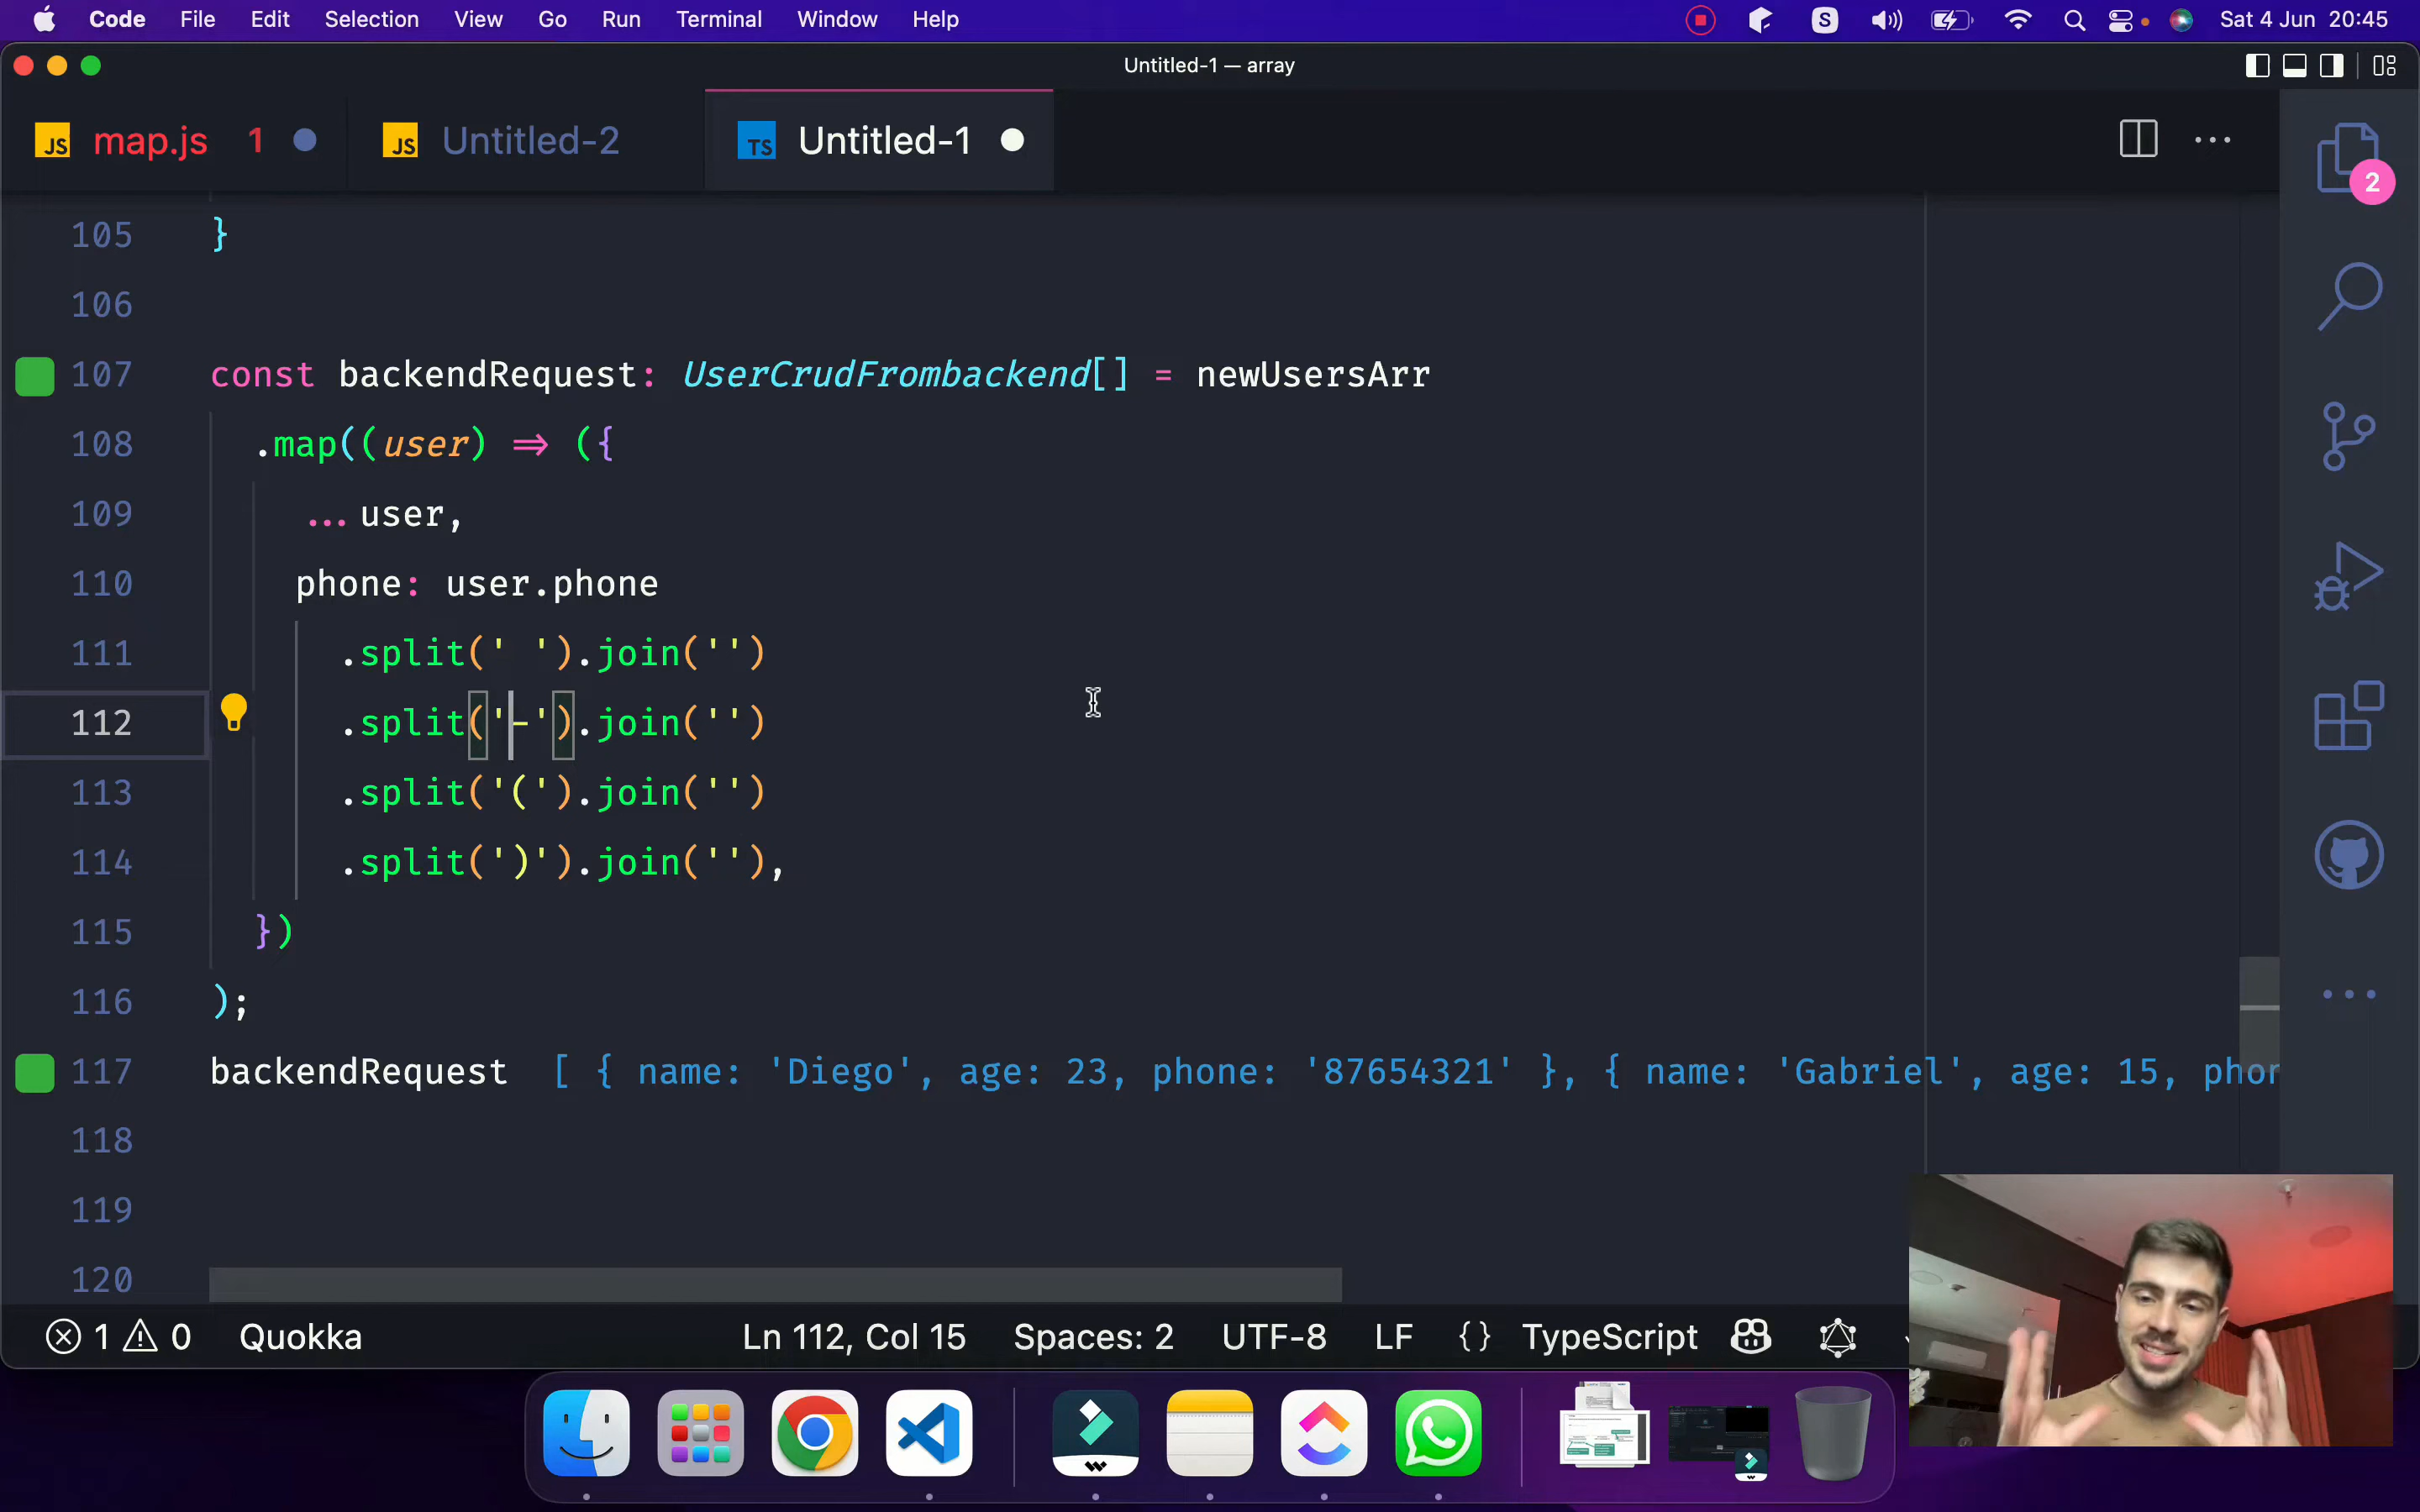 Code File Edit Selection View Go Run Terminal Window Help S Sat 4 Jun 20:45
Untitled-1 — array
JS map.js 1 JS Untitled-2 TS Untitled-1
2
105 }
106
107 const backendRequest: UserCrudFrombackend[] = newUsersArr
108 .map((user) => ({
109 ...user,
110 phone: user.phone
111 .split(' ').join('')
112 .split('-').join('')
113 .split('(').join('')
114 .split(')').join(''),
115 })
116 );
117 backendRequest [ { name: 'Diego', age: 23, phone: '87654321' }, { name: 'Gabriel', age: 15, phon
118
119
120
1 0 Quokka Ln 112, Col 15 Spaces: 2 UTF-8 LF {} TypeScript